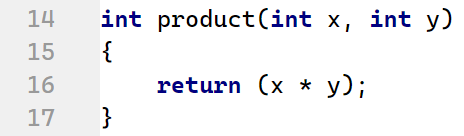 14 int product(int x, int y)
15 {
16     return (x * y);
17 }